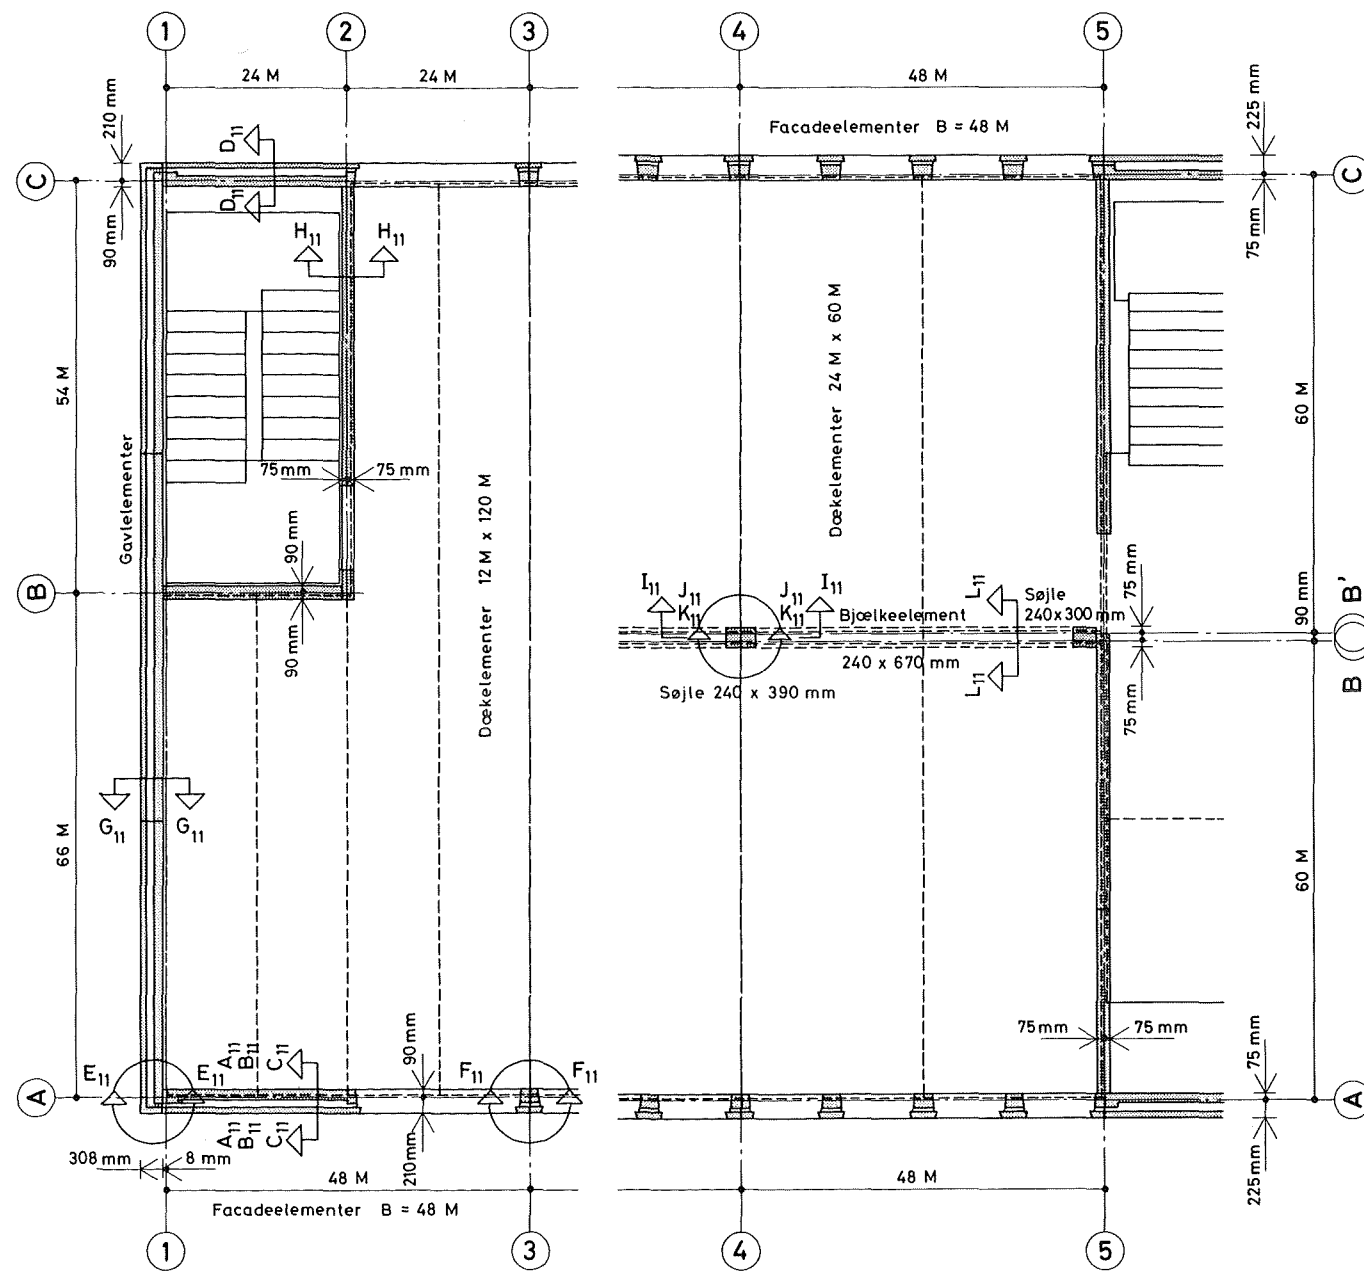 1
2
3
4
5
24 M
24 M
48 M
210 mm
D11
Facadeelementer B = 48 M
225 mm
C
C
90 mm
D11
75 mm
H11
H11
Dækelementer 24 M x 60 M
54 M
60 M
Gavlelementer
75 mm
75 mm
Dækelementer 12 M x 120 M
90 mm
B
90 mm
I11
J11
K11
J11
K11
I11
L11
Bjælkeelement
Søjle
240x300 mm
75 mm
90 mm
B'
B
240 x 670 mm
L11
Søjle 240 x 390 mm
75 mm
G11
G11
66 M
60 M
75 mm
75 mm
75 mm
90 mm
E11
E11
A11
B11
C11
F11
F11
A
A
A11
B11
C11
308 mm
8 mm
210 mm
225 mm
48 M
48 M
Facadeelementer B = 48 M
1
3
4
5